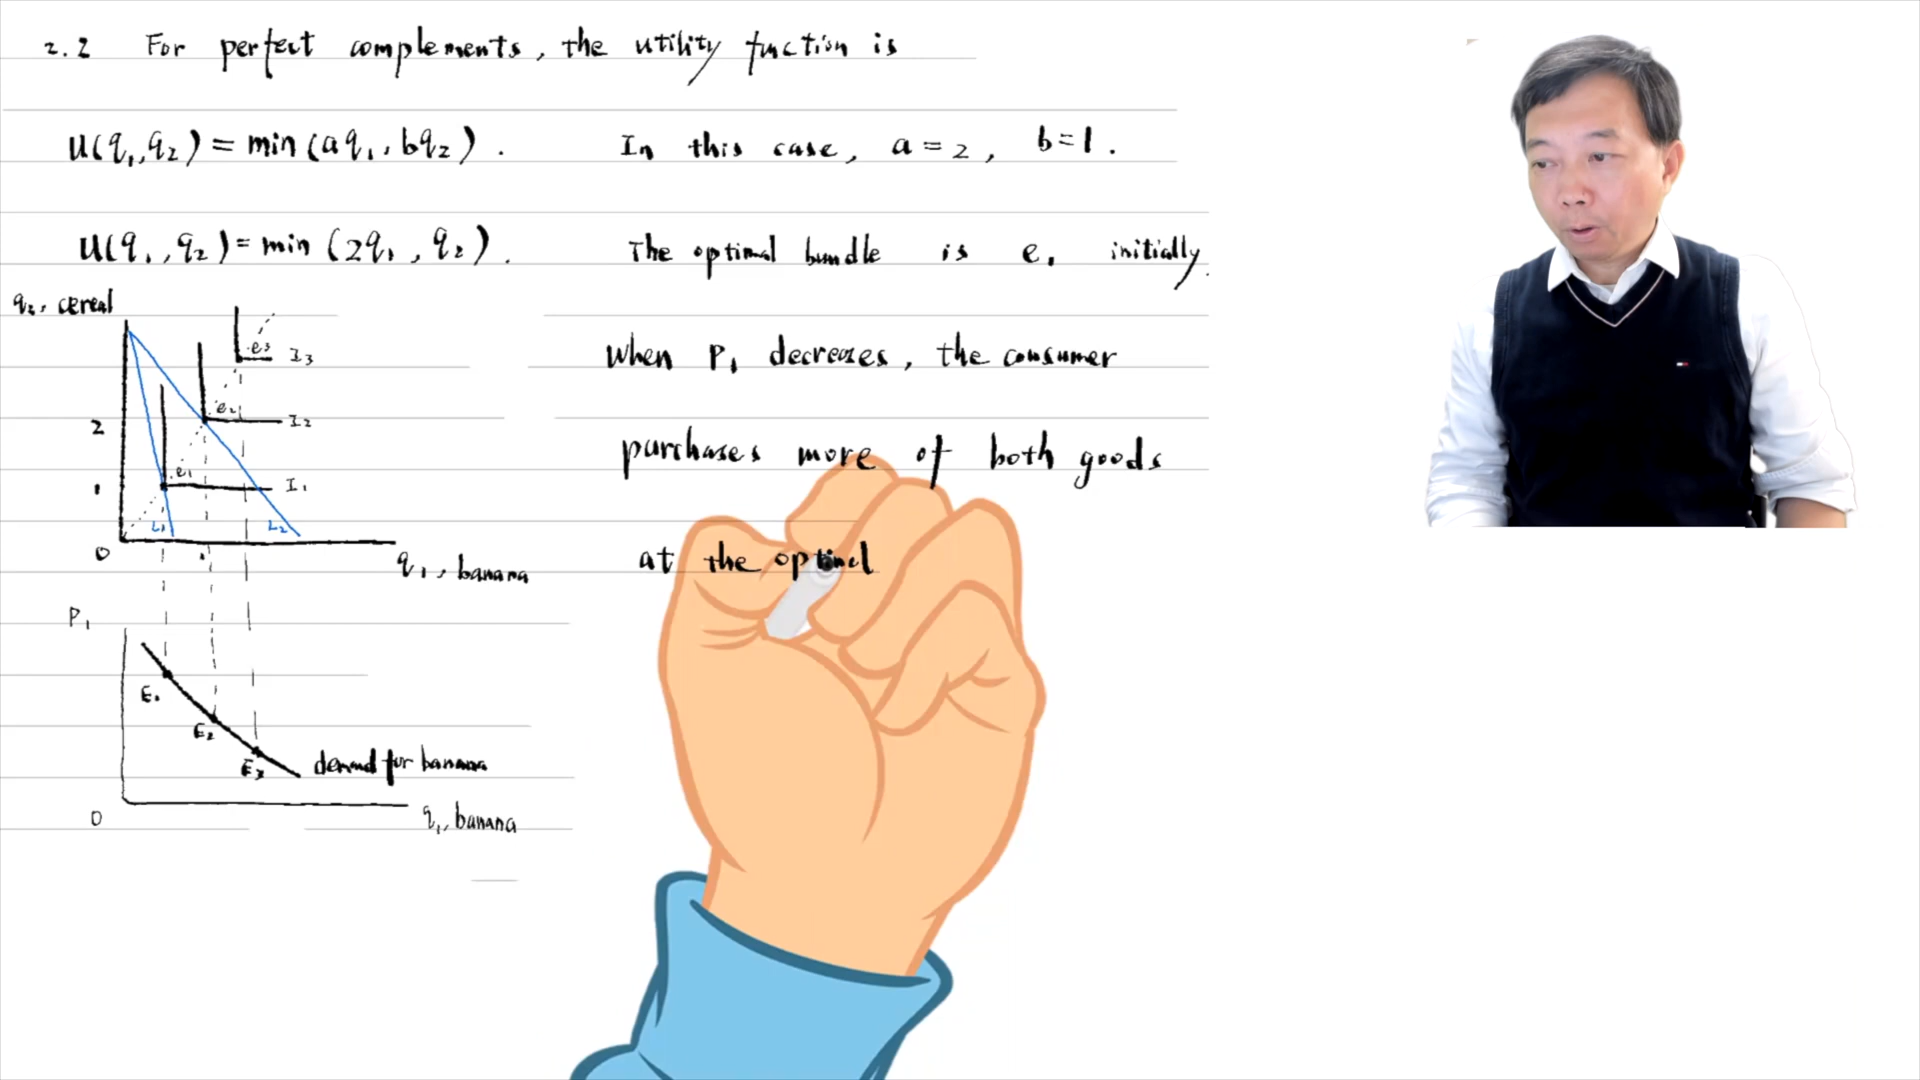 2.2 For perfect complements, the utility fuction is
U(q₁,q₂) = min(aq₁, bq₂). In this case, a = 2, b=1.
U(q₁,q₂) = min (2q₁, q₂). The optimal bundle is e₁ initially.
When P₁ decreases, the consumer
purchases more of both goods
at the optimal
q₂, cereal
e₃ I₃
e₂ I₂
2
e₁ I₁
1
L₁ L₂
0 1
q₁, banana
P₁
E₁
E₂
E₃ demand for banana
0 q₁, banana